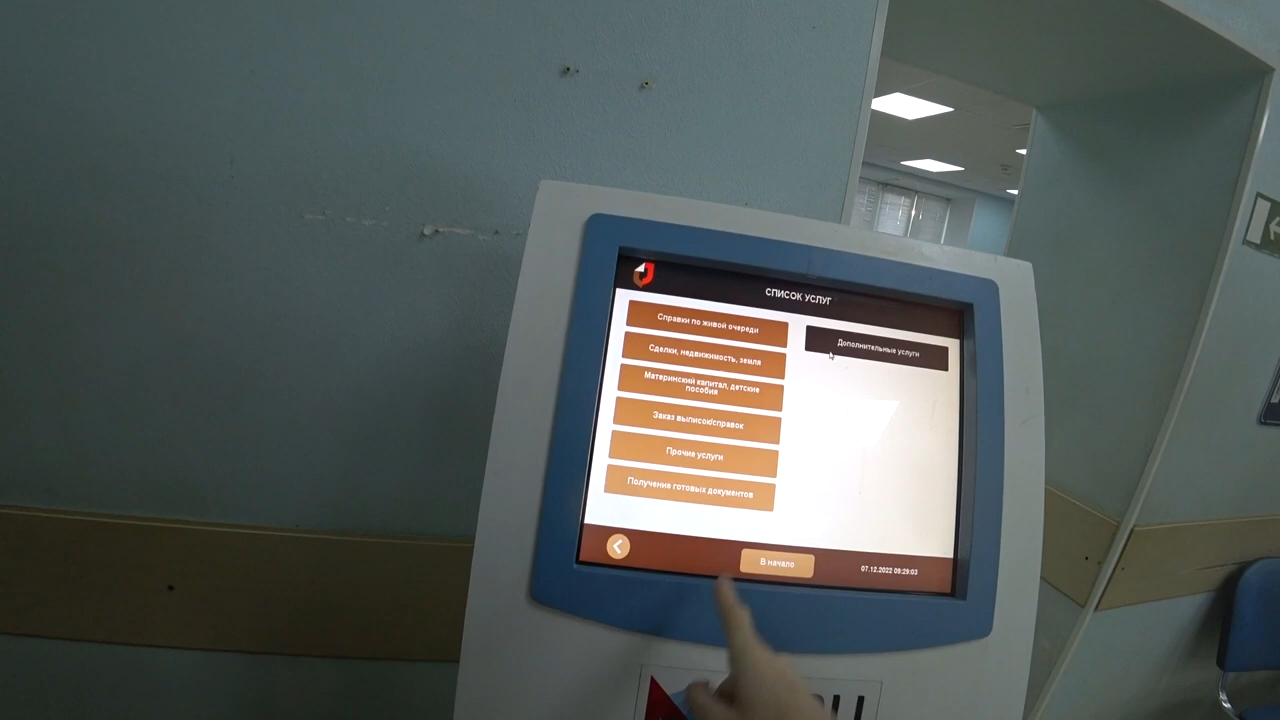 СПИСОК УСЛУГ
Справки по живой очереди
Дополнительные услуги
Сделки, недвижимость, земля
Материнский капитал, детские
пособия
Заказ выписок/справок
Прочие услуги
Получение готовых документов
В начало
07.12.2022 09:29:03